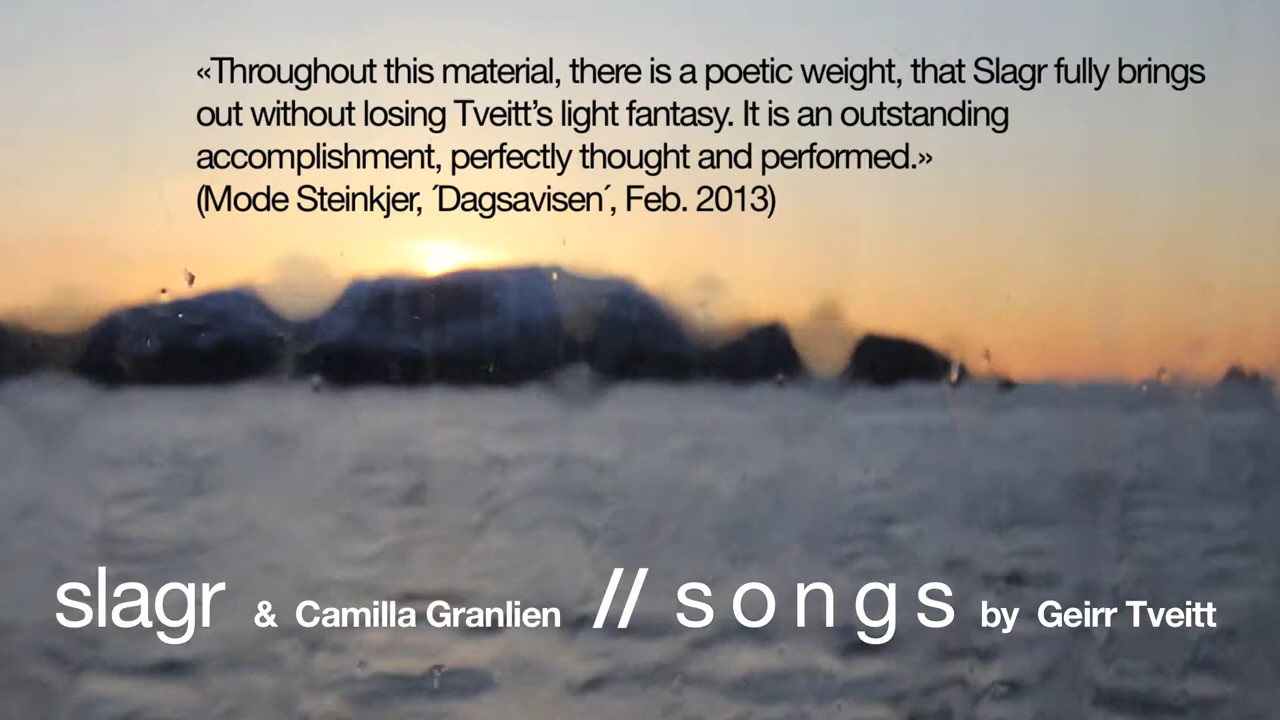 «Throughout this material, there is a poetic weight, that Slagr fully brings
out without losing Tveitt’s light fantasy. It is an outstanding
accomplishment, perfectly thought and performed.»
(Mode Steinkjer, ´Dagsavisen´, Feb. 2013)
slagr & Camilla Granlien // songs by Geirr Tveitt